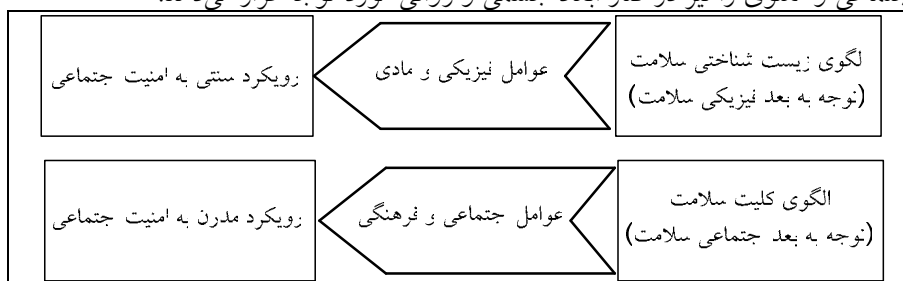 لگوی زیست شناختی سلامت
(توجه به بعد فیزیکی سلامت)
عوامل فیزیکی و مادی
رویکرد سنتی به امنیت جتماعی
الگوی کلیت سلامت
(توجه به بعد جتماعی سلامت)
عوامل جتماعی و فرهنگی
رویکرد مدرن به امنیت جتماعی